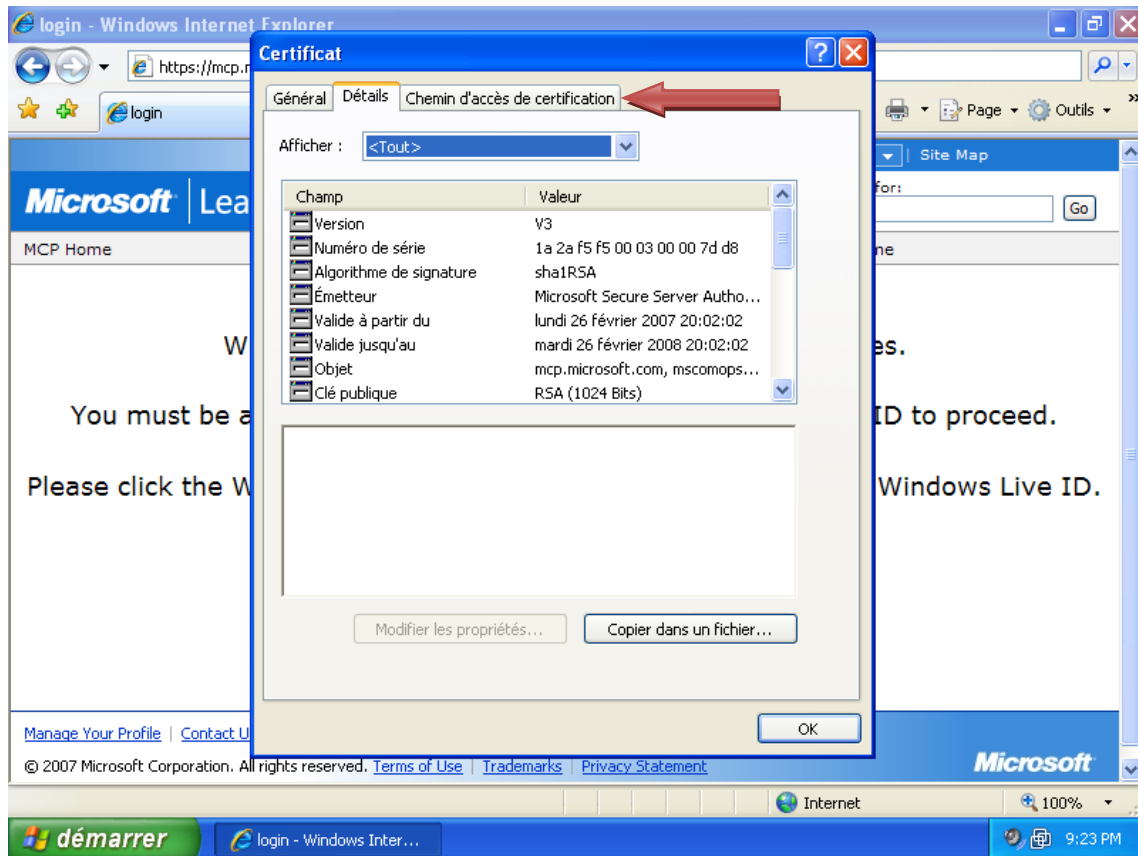 login - Windows Internet Explorer
Certificat
https://mcp.
Général Détails Chemin d'accès de certification
login
Page Outils »
Afficher : <Tout>
Site Map
Microsoft Lea
for:
Go
Champ Valeur
MCP Home
me
Version V3
Numéro de série 1a 2a f5 f5 00 03 00 00 7d d8
Algorithme de signature sha1RSA
Émetteur Microsoft Secure Server Autho...
Valide à partir du lundi 26 février 2007 20:02:02
Valide jusqu'au mardi 26 février 2008 20:02:02
Objet mcp.microsoft.com, mscomops...
Clé publique RSA (1024 Bits)
W es.
You must be a ID to proceed.
Please click the W Windows Live ID.
Modifier les propriétés... Copier dans un fichier...
OK
Manage Your Profile | Contact U
© 2007 Microsoft Corporation. All rights reserved. Terms of Use | Trademarks | Privacy Statement
Microsoft
Internet 100%
démarrer login - Windows Inter... 9:23 PM